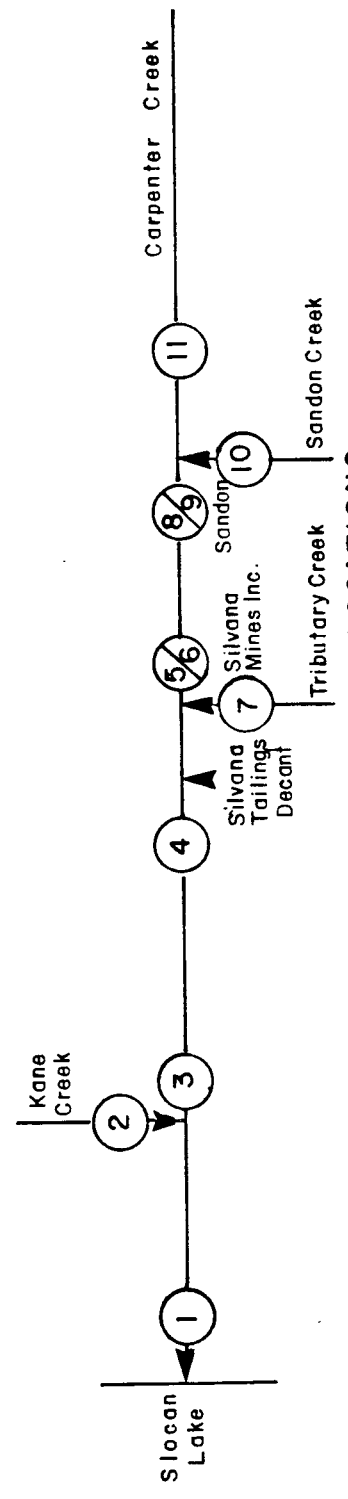 Carpenter Creek
11
10
Sandon Creek
8/9
Sandon
5/6
Silvana
Mines Inc.
7
Tributary Creek
Silvana
Tailings
Decant
4
3
Kane
Creek
2
1
Slocan
Lake